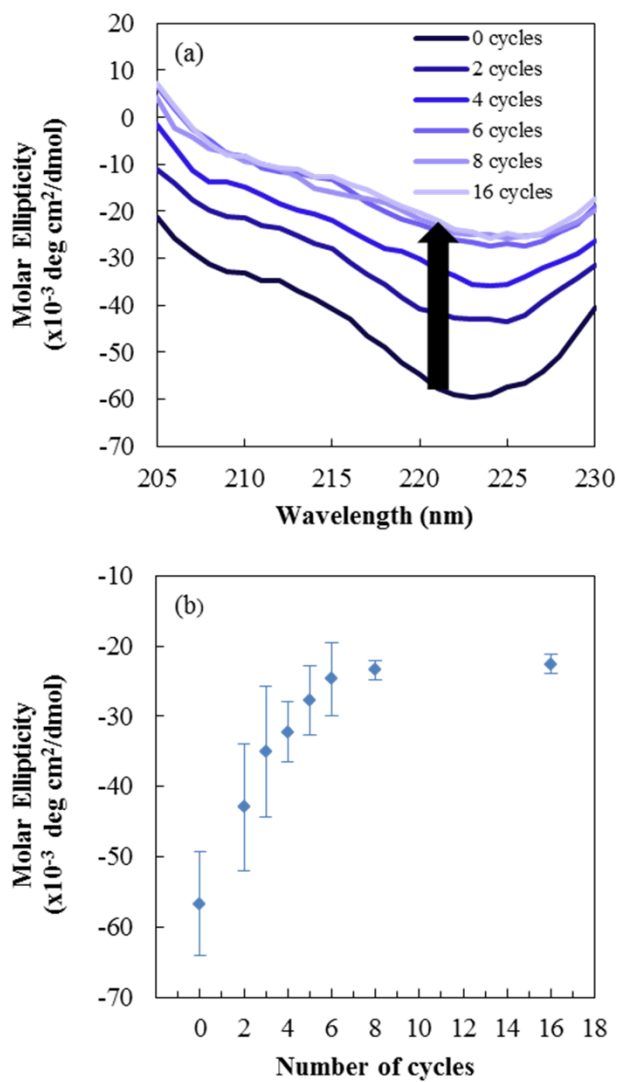 20
10
0
-10
-20
-30
-40
-50
-60
-70
Molar Ellipticity
(x10⁻³ deg cm²/dmol)
(a)
0 cycles
2 cycles
4 cycles
6 cycles
8 cycles
16 cycles
205 210 215 220 225 230
Wavelength (nm)
-10
-20
-30
-40
-50
-60
-70
Molar Ellipticity
(x10⁻³ deg cm²/dmol)
(b)
0 2 4 6 8 10 12 14 16 18
Number of cycles